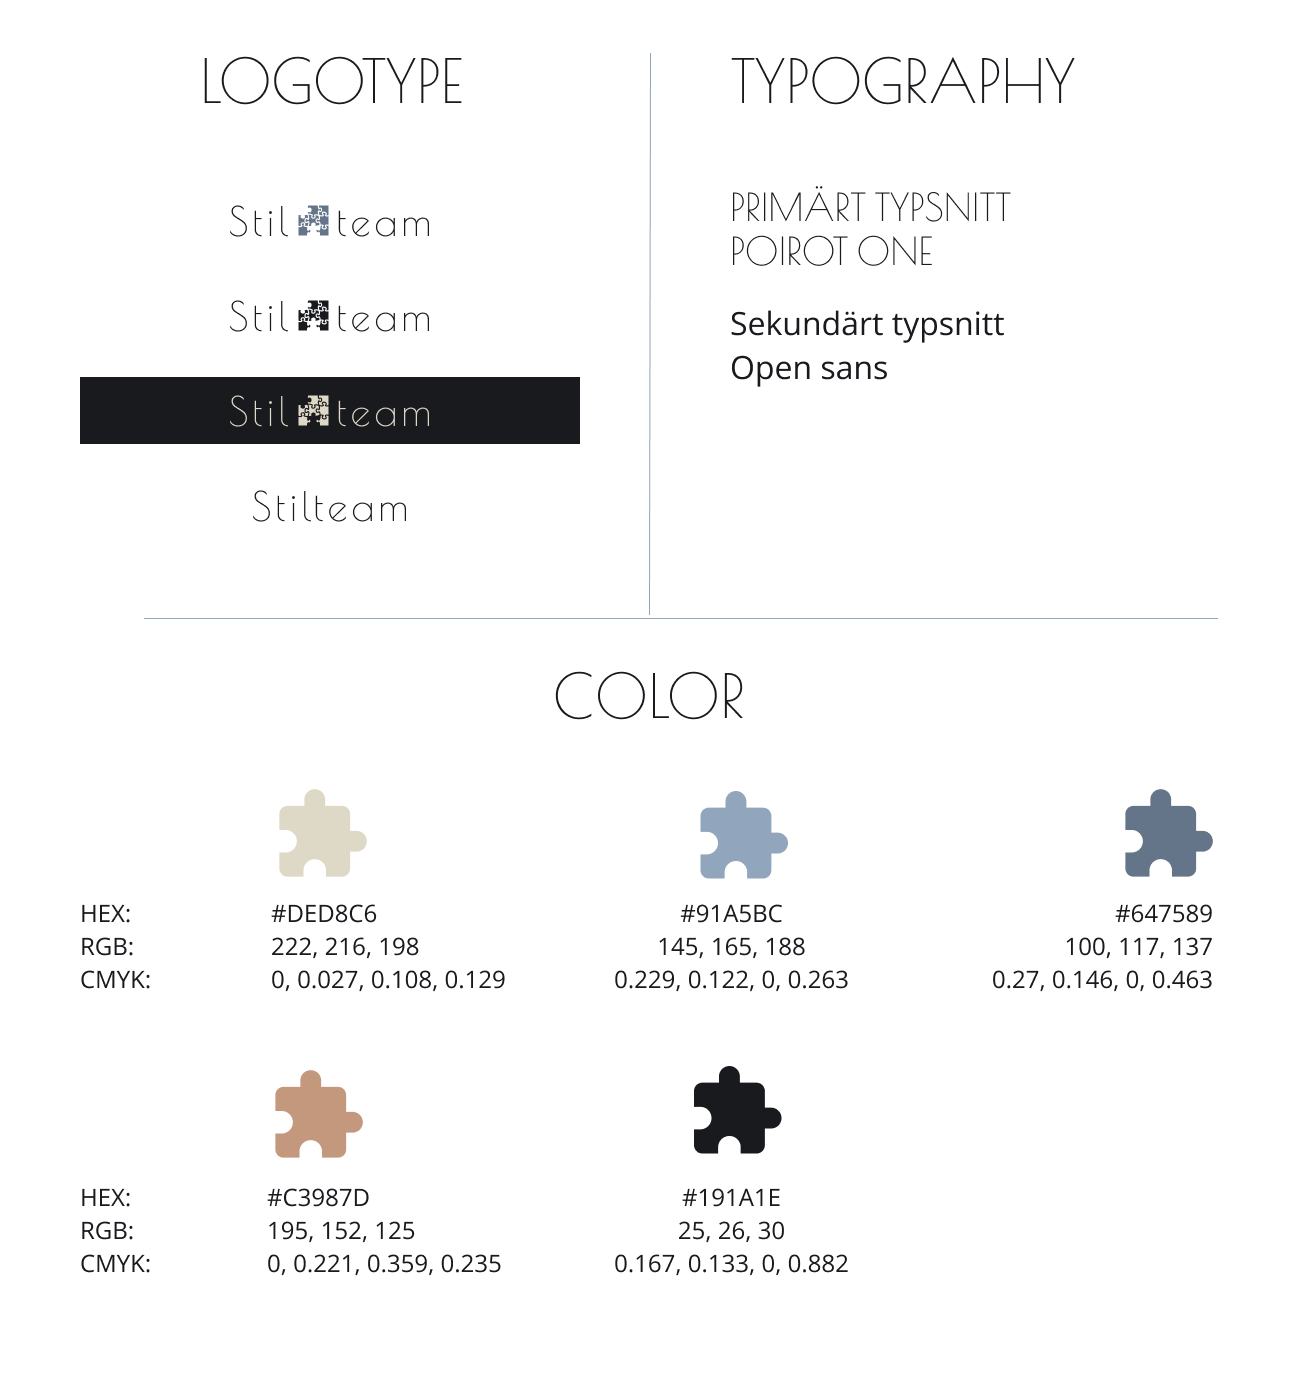 LOGOTYPE
Stil team
Stil team
Stil team
Stilteam
TYPOGRAPHY
PRIMÄRT TYPSNITT
POIROT ONE
Sekundärt typsnitt
Open sans
COLOR
HEX: #DED8C6 #91A5BC #647589
RGB: 222, 216, 198 145, 165, 188 100, 117, 137
CMYK: 0, 0.027, 0.108, 0.129 0.229, 0.122, 0, 0.263 0.27, 0.146, 0, 0.463
HEX: #C3987D #191A1E
RGB: 195, 152, 125 25, 26, 30
CMYK: 0, 0.221, 0.359, 0.235 0.167, 0.133, 0, 0.882